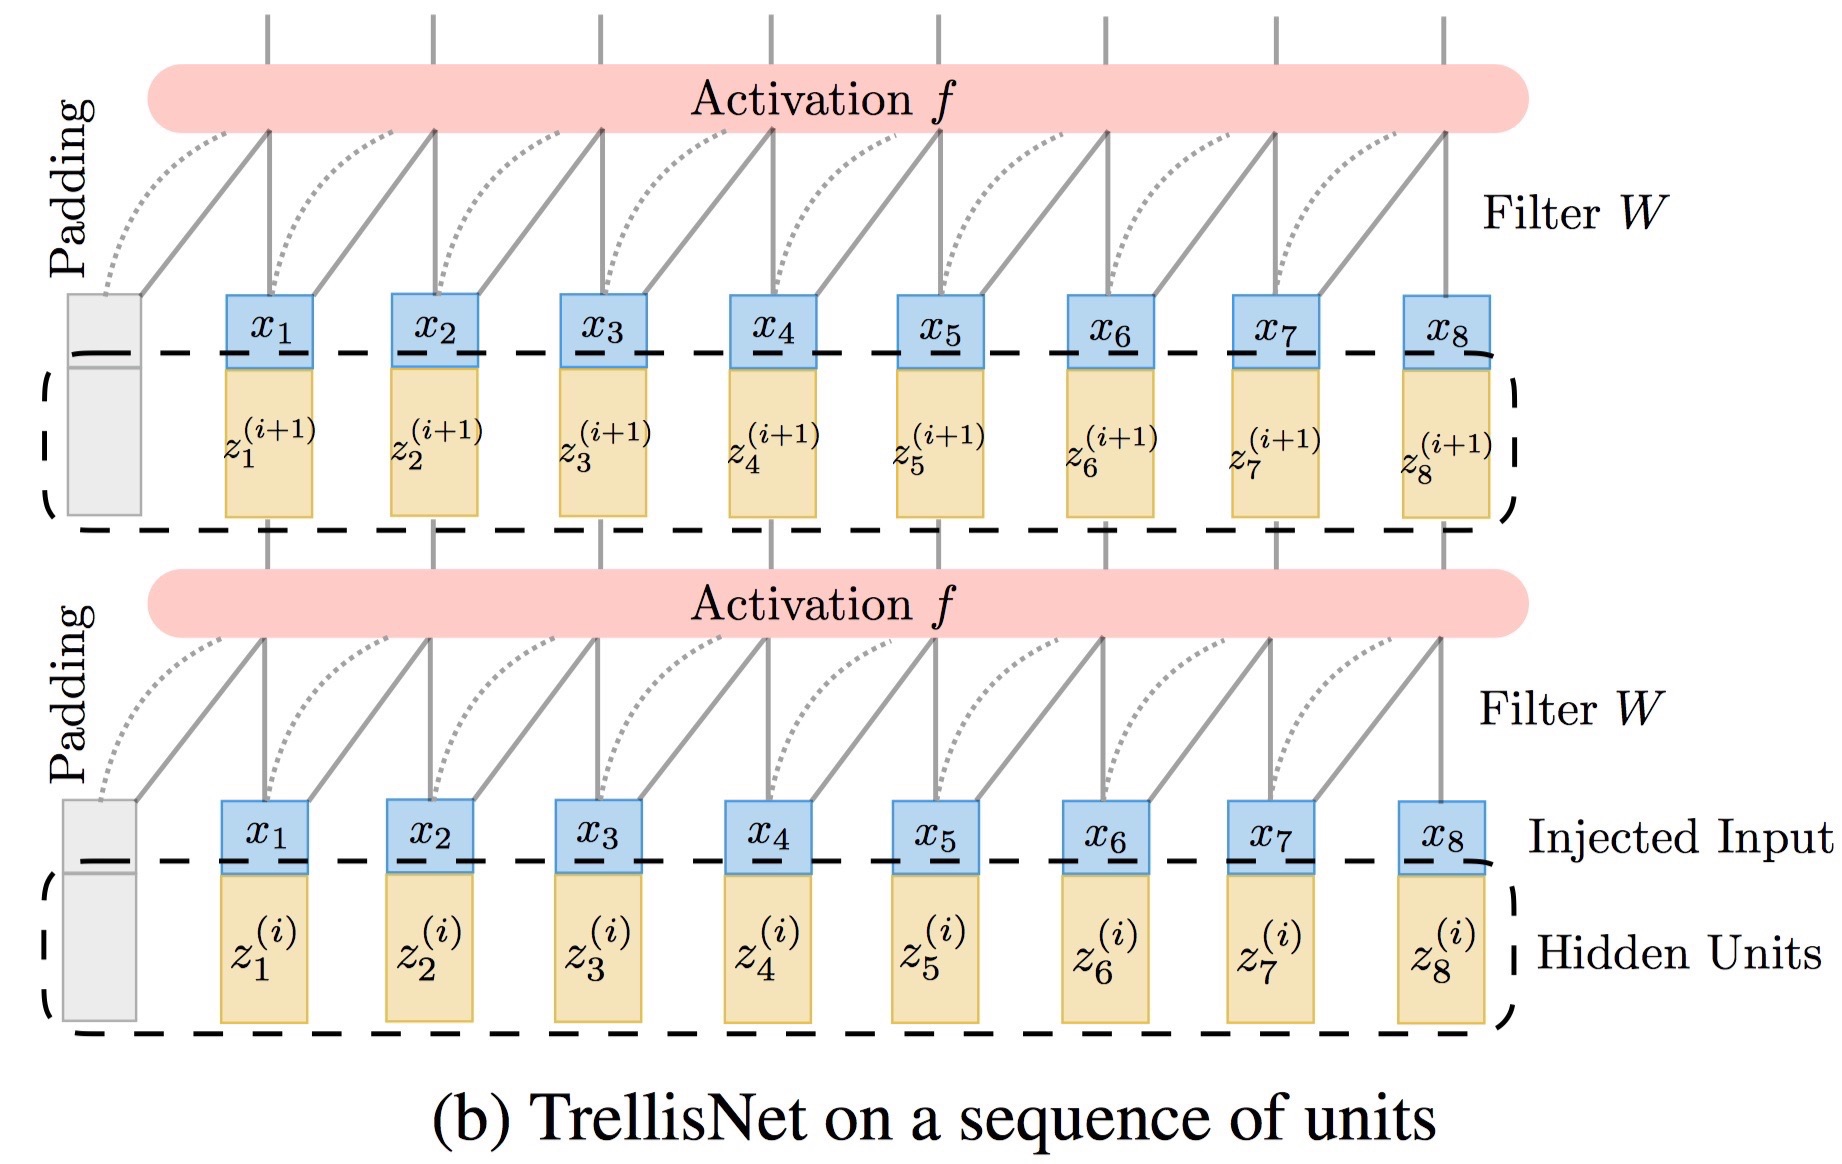 Activation f
Padding
Filter W
x_1 x_2 x_3 x_4 x_5 x_6 x_7 x_8
z_1^{(i+1)} z_2^{(i+1)} z_3^{(i+1)} z_4^{(i+1)} z_5^{(i+1)} z_6^{(i+1)} z_7^{(i+1)} z_8^{(i+1)}
Activation f
Padding
Filter W
x_1 x_2 x_3 x_4 x_5 x_6 x_7 x_8 Injected Input
z_1^{(i)} z_2^{(i)} z_3^{(i)} z_4^{(i)} z_5^{(i)} z_6^{(i)} z_7^{(i)} z_8^{(i)} Hidden Units
(b) TrellisNet on a sequence of units